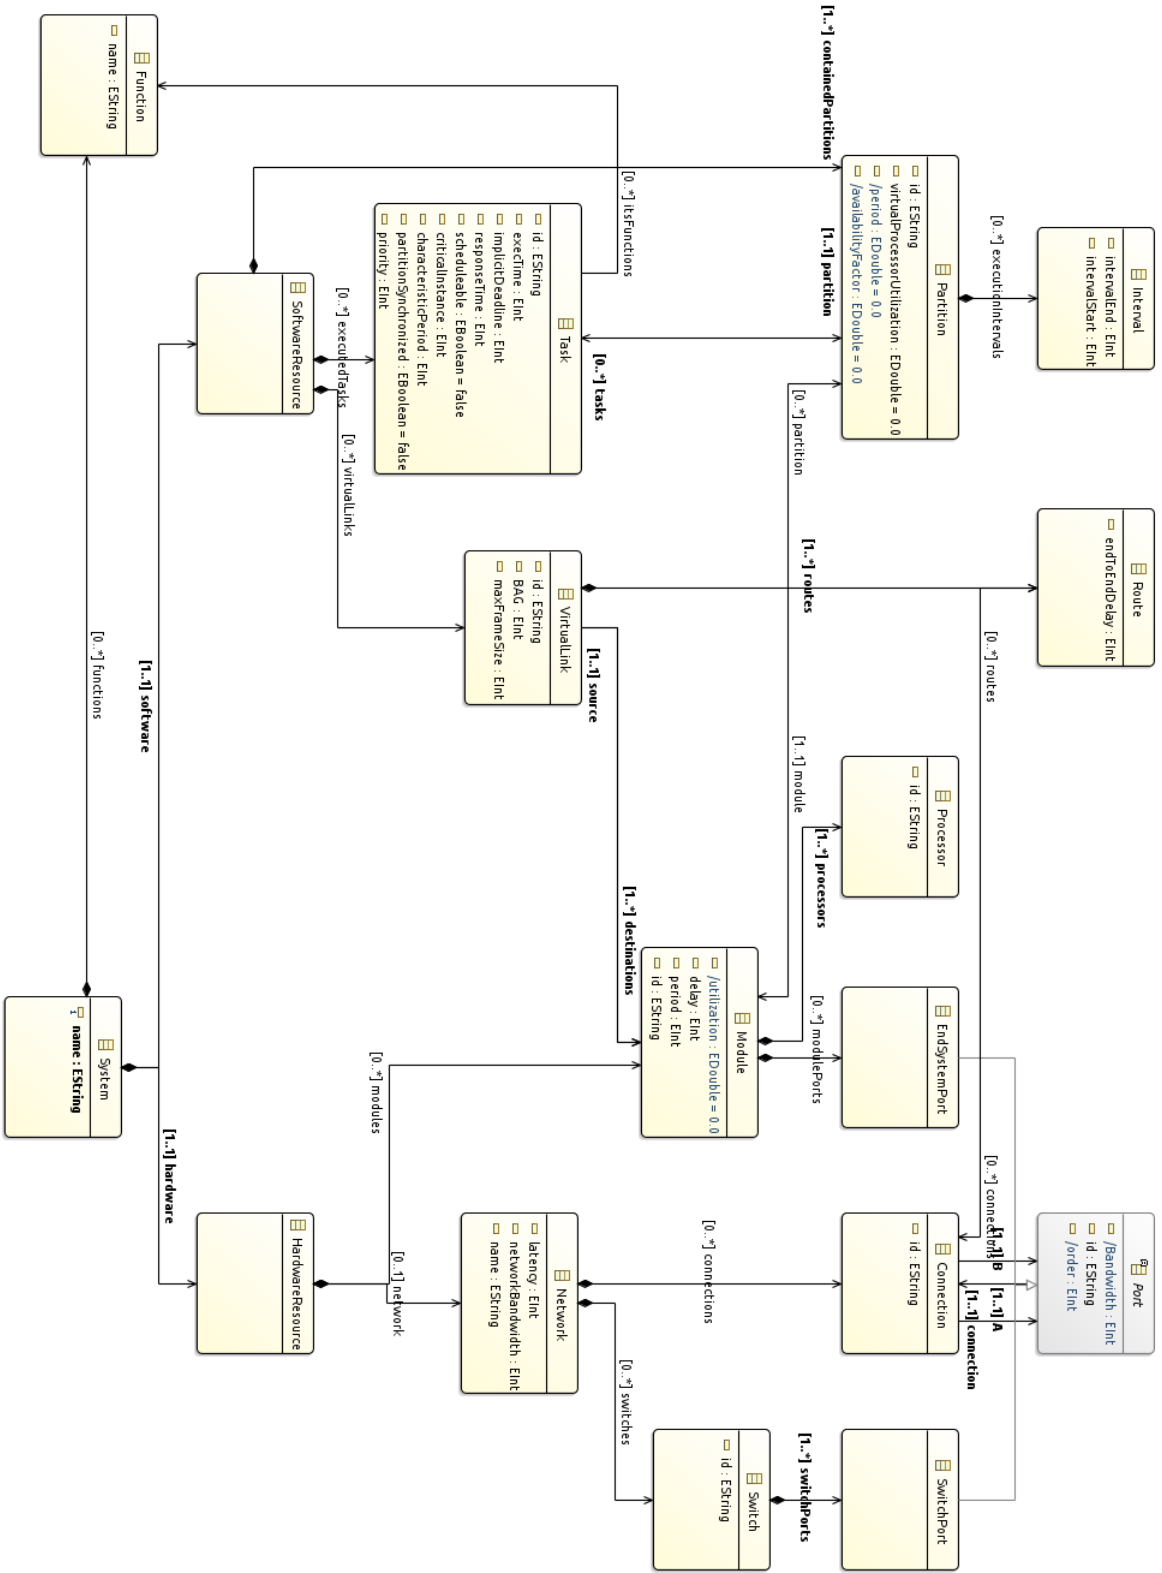 System
name : EString
[0..*] functions
[1..1] software
[1..1] hardware
Function
name : EString
SoftwareResource
HardwareResource
[0..*] executedTasks
[0..*] virtualLinks
[0..*] modules
[0..1] network
Task
id : EString
execTime : EInt
implicitDeadline : EInt
responseTime : EInt
scheduleable : EBoolean = false
criticalInstance : EInt
characteristicPeriod : EInt
partitionSynchronized : EBoolean = false
priority : EInt
[0..*] itsFunctions
[0..*] tasks
VirtualLink
id : EString
BAG : EInt
maxFrameSize : EInt
[1..1] source
[1..*] destinations
[1..*] routes
Network
latency : EInt
networkBandwidth : EInt
name : EString
[0..*] connections
[0..*] switches
Module
/utilization : EDouble = 0.0
delay : EInt
period : EInt
id : EString
Switch
id : EString
[1..*] switchPorts
[1..*] containedPartitions
[1..1] partition
[0..*] partition
[1..1] module
[1..*] processors
[0..*] modulePorts
Partition
id : EString
virtualProcessorUtilization : EDouble = 0.0
/period : EDouble = 0.0
/availabilityFactor : EDouble = 0.0
Processor
id : EString
EndSystemPort
Connection
id : EString
SwitchPort
[0..*] executionIntervals
[0..*] routes
[0..*] connections
[1..1] B
[1..1] A
[1..1] connection
Interval
intervalEnd : EInt
intervalStart : EInt
Route
endToEndDelay : EInt
Port
/Bandwidth : EInt
id : EString
/order : EInt